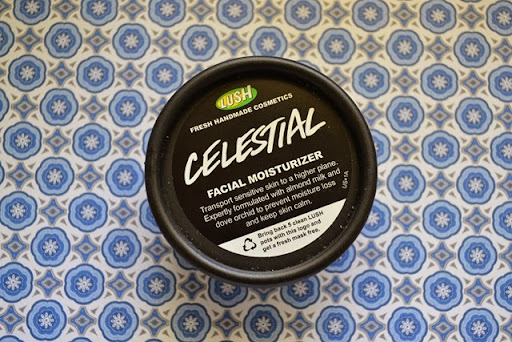 LUSH
FRESH HANDMADE COSMETICS
CELESTIAL
FACIAL MOISTURIZER
Transport sensitive skin to a higher plane.
Expertly formulated with almond milk and
dove orchid to prevent moisture loss
and keep skin calm.
Bring back 5 clean LUSH
pots with this logo and
get a fresh mask free.